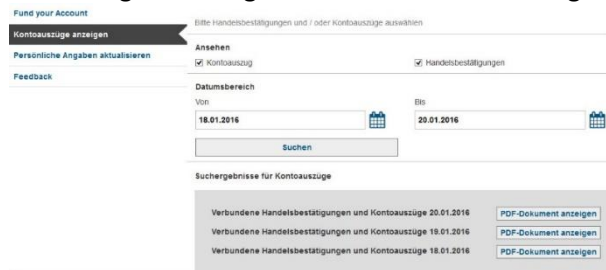 Fund your Account
Kontoauszüge anzeigen
Persönliche Angaben aktualisieren
Feedback
Bitte Handelsbestätigungen und / oder Kontoauszüge auswählen
Ansehen
Kontoauszug Handelsbestätigungen
Datumsbereich
Von Bis
18.01.2016 20.01.2016
Suchen
Suchergebnisse für Kontoauszüge
Verbundene Handelsbestätigungen und Kontoauszüge 20.01.2016 PDF-Dokument anzeigen
Verbundene Handelsbestätigungen und Kontoauszüge 19.01.2016 PDF-Dokument anzeigen
Verbundene Handelsbestätigungen und Kontoauszüge 18.01.2016 PDF-Dokument anzeigen